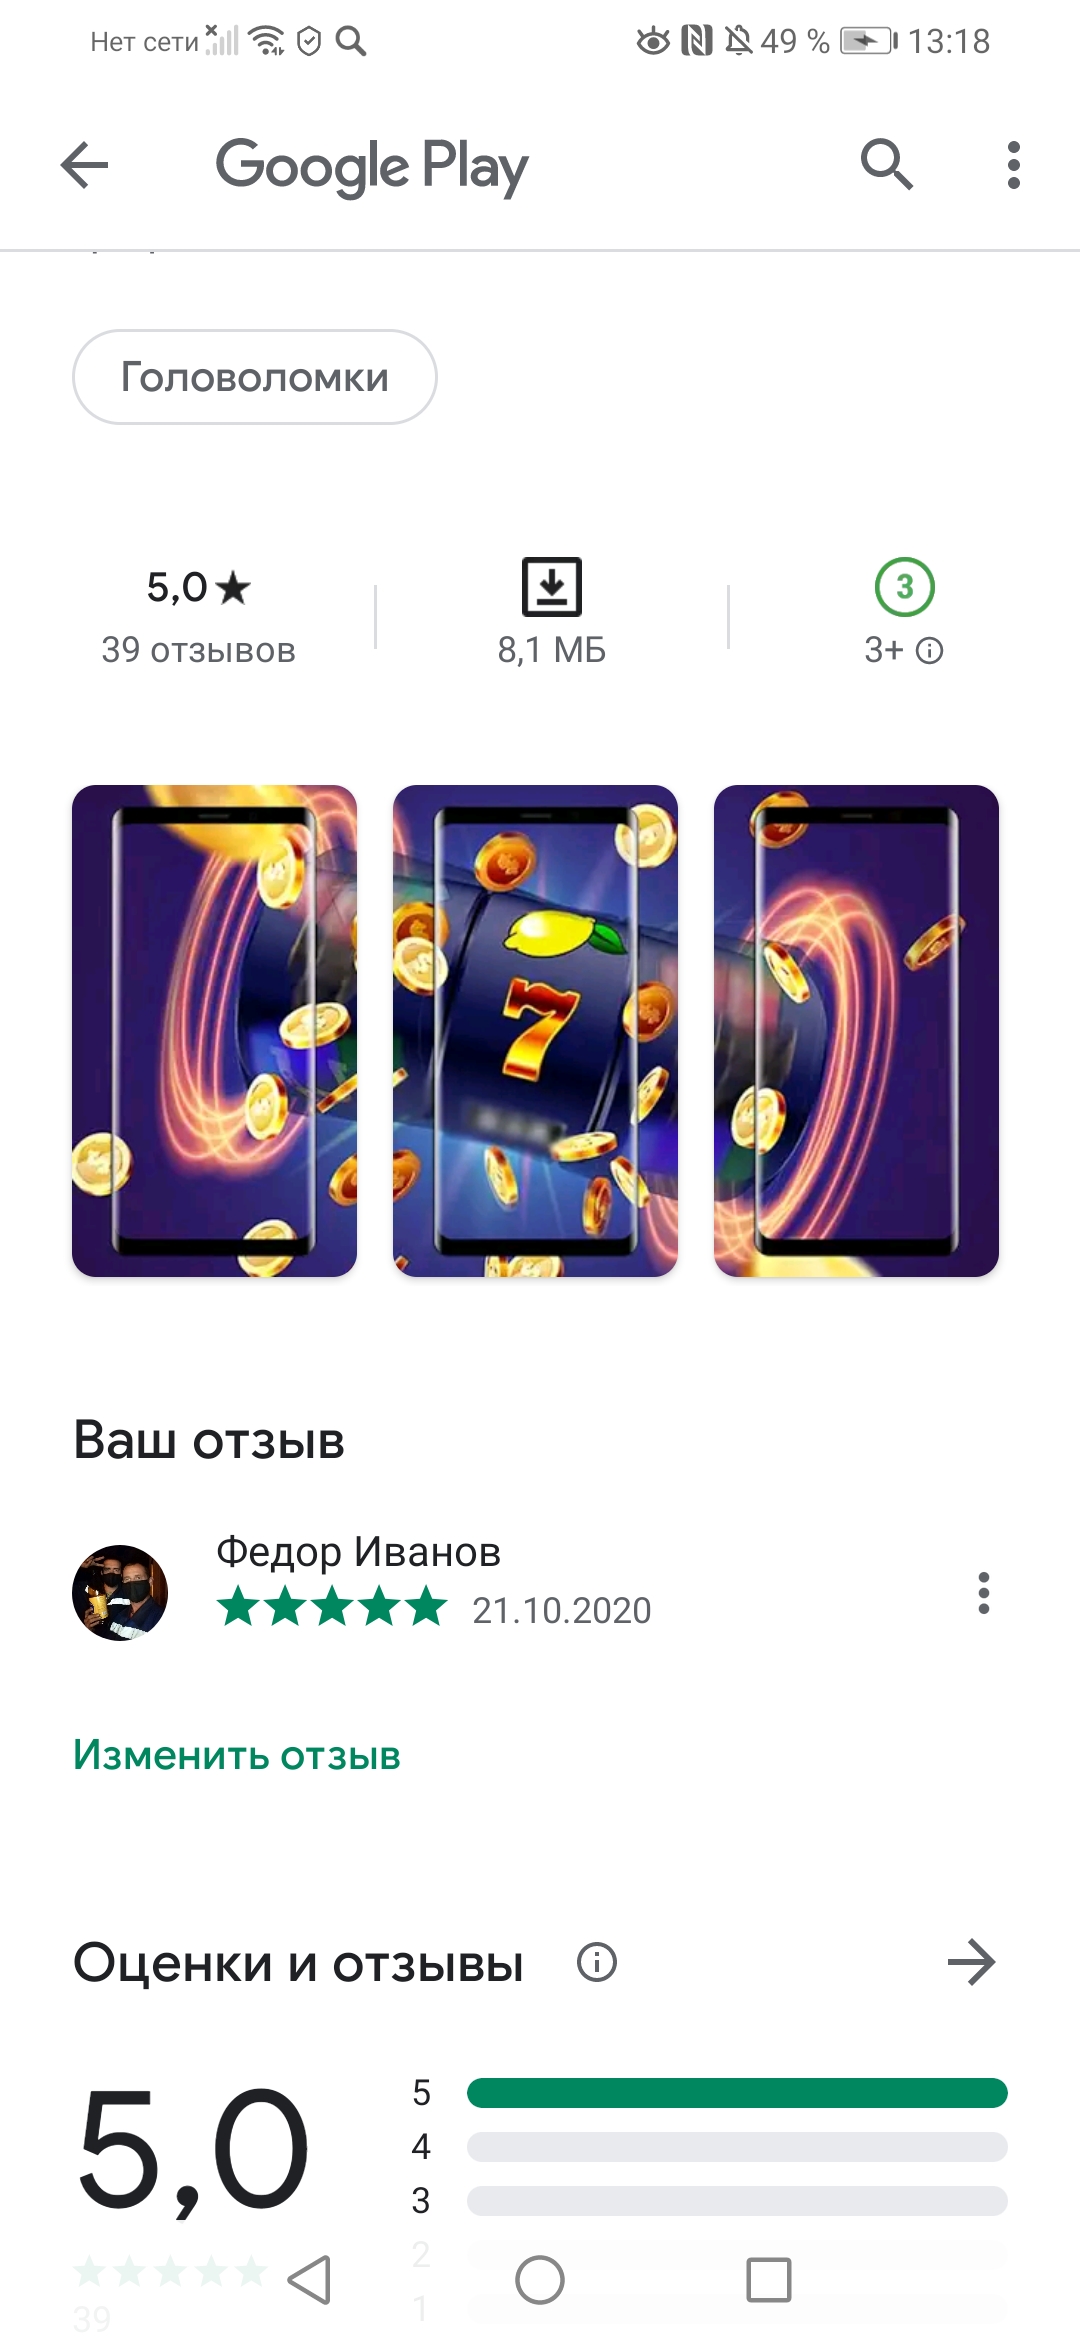 Нет сети
49 %
13:18
Google Play
Головоломки
5,0★
39 отзывов
8,1 МБ
3
3+
7
Ваш отзыв
Федор Иванов
21.10.2020
Изменить отзыв
Оценки и отзывы
5,0
5
4
3
2
1
39